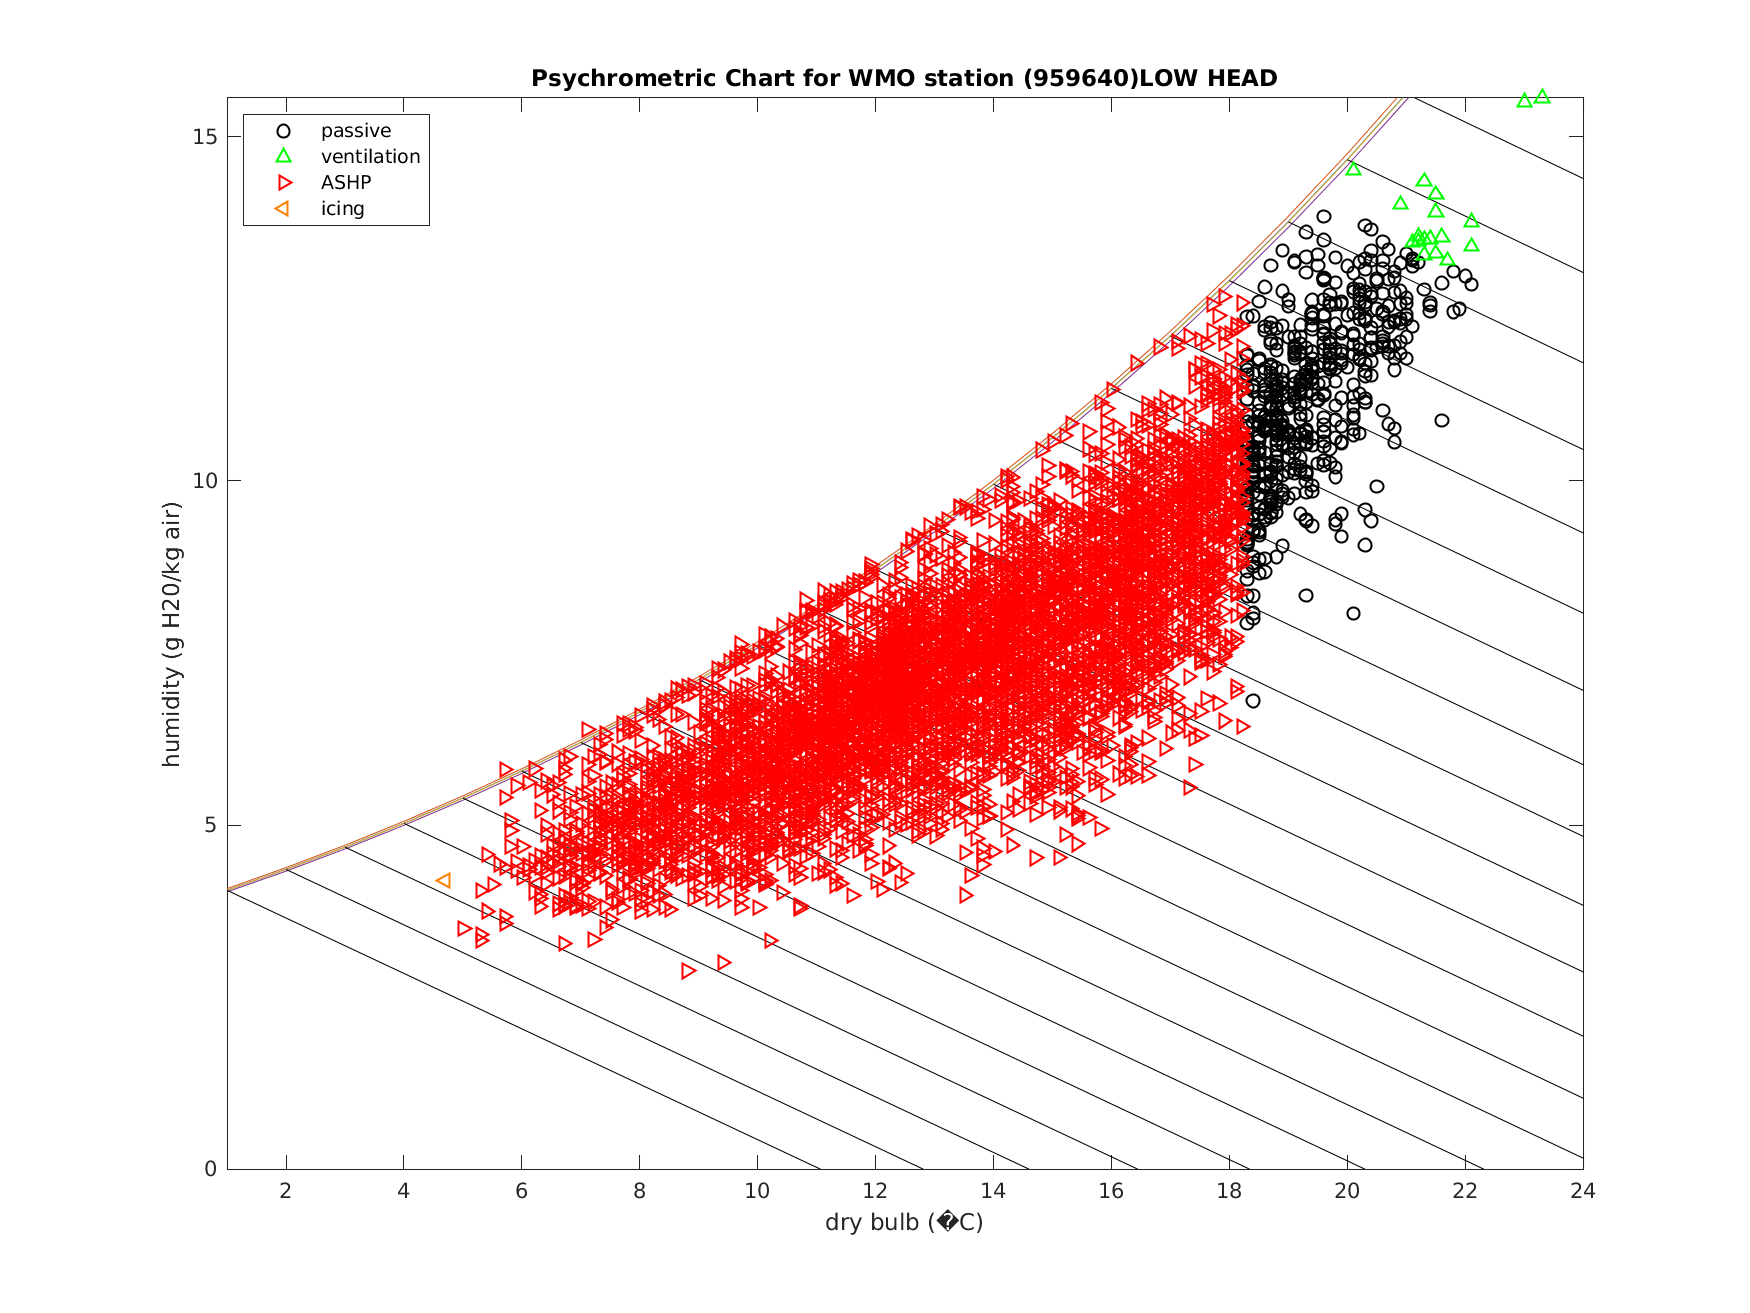 Psychrometric Chart for WMO station (959640)LOW HEAD
passive
ventilation
ASHP
icing
15
10
5
0
humidity (g H20/kg air)
2 4 6 8 10 12 14 16 18 20 22 24
dry bulb (�C)